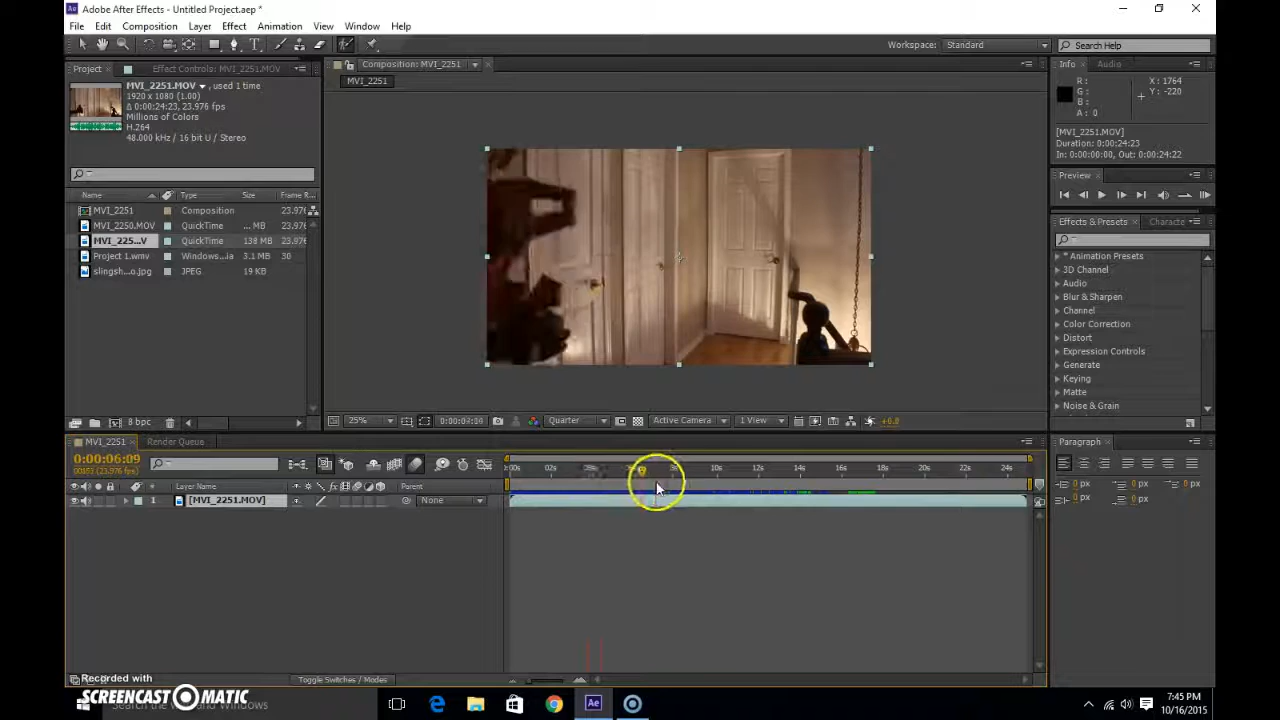 Adobe After Effects - Untitled Project.aep *
File Edit Composition Layer Effect Animation View Window Help
Workspace: Standard
Search Help
Project
Effect Controls: MVI_2251.MOV
Composition: MVI_2251
Info
Audio
MVI_2251.MOV ▼, used 1 time
1920 x 1080 (1.00)
Δ 0:00:24:23, 23.976 fps
Millions of Colors
H.264
48.000 kHz / 16 bit U / Stereo
MVI_2251
R:
G:
B:
A: 0
X: 1764
Y: -220
[MVI_2251.MOV]
Duration: 0:00:24:23
In: 0:00:00:00, Out: 0:00:24:22
Preview
Name Type Size Frame R...
MVI_2251 Composition 23.976
MVI_2250.MOV QuickTime ... MB 23.976
MVI_225...V QuickTime 138 MB 23.976
Project 1.wmv Windows...ia 3.1 MB 30
slingsh...o.jpg JPEG 19 KB
Effects & Presets
Characte
* Animation Presets
3D Channel
Audio
Blur & Sharpen
Channel
Color Correction
Distort
Expression Controls
Generate
Keying
Matte
Noise & Grain
8 bpc
25%
Quarter
Active Camera
1 View
+0.0
MVI_2251
Render Queue
Paragraph
0:00:06:09
(23.976 fps)
02s 10s 12s 14s 16s 18s 20s 22s 24s
# Layer Name Parent
1 [MVI_2251.MOV] None
0 px 0 px 0 px
0 px 0 px
Toggle Switches / Modes
Recorded with
SCREENCAST MATIC
Search the web and Windows
7:45 PM
10/16/2015